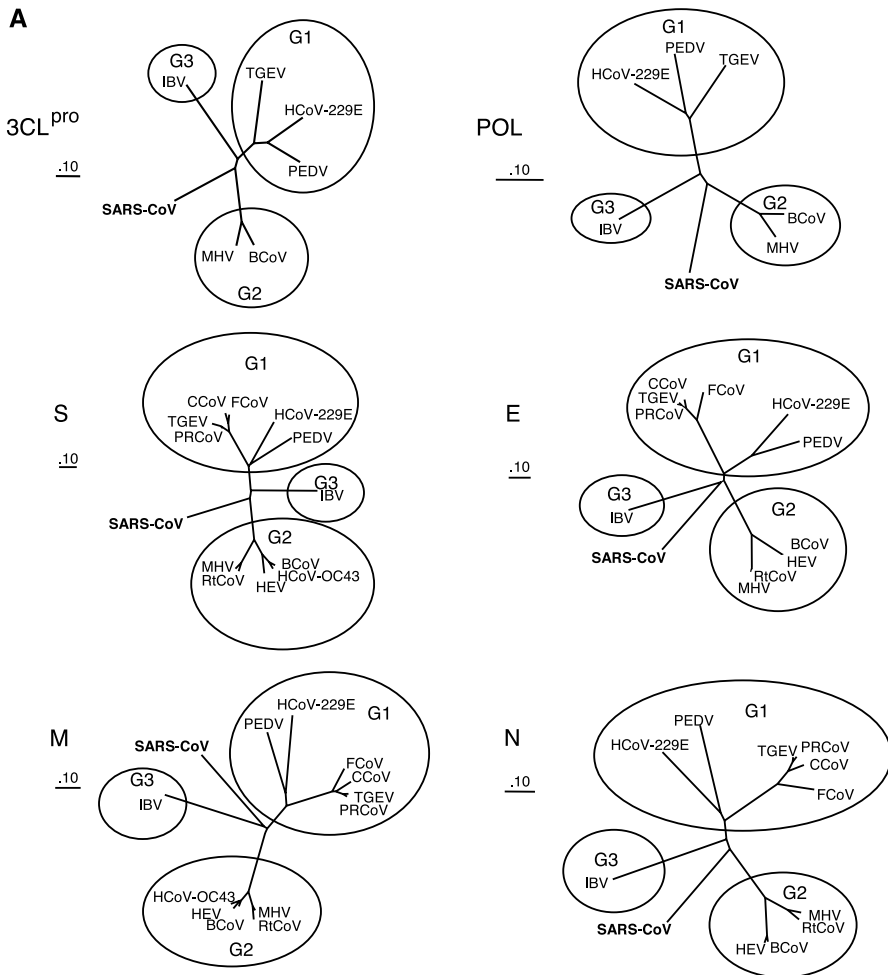 A
3CLpro
.10
G3
IBV
G1
TGEV
HCoV-229E
PEDV
SARS-CoV
MHV
BCoV
G2
POL
.10
G1
PEDV
HCoV-229E
TGEV
G3
IBV
G2
BCoV
MHV
SARS-CoV
S
.10
G1
CCoV
FCoV
TGEV
PRCoV
HCoV-229E
PEDV
G3
IBV
SARS-CoV
G2
MHV
RtCoV
BCoV
HCoV-OC43
HEV
E
.10
G1
CCoV
TGEV
PRCoV
FCoV
HCoV-229E
PEDV
G3
IBV
SARS-CoV
G2
BCoV
HEV
RtCoV
MHV
M
.10
G1
HCoV-229E
PEDV
SARS-CoV
FCoV
CCoV
TGEV
PRCoV
G3
IBV
HCoV-OC43
HEV
BCoV
MHV
RtCoV
G2
N
.10
G1
PEDV
HCoV-229E
TGEV
PRCoV
CCoV
FCoV
G3
IBV
SARS-CoV
G2
MHV
RtCoV
HEV
BCoV